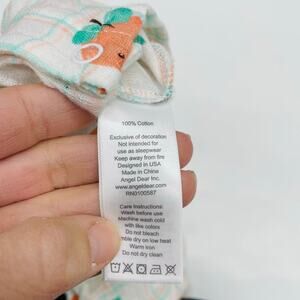 100% Cotton
Exclusive of decoration
Not intended for
use as sleepwear
Keep away from fire
Designed in USA
Made in China
Angel Dear Inc.
www.angeldear.com
RN0100587
Care Instructions:
Wash before use
Machine wash cold
with like colors
Do not bleach
mble dry on low heat
Warm iron
Do not dry clean